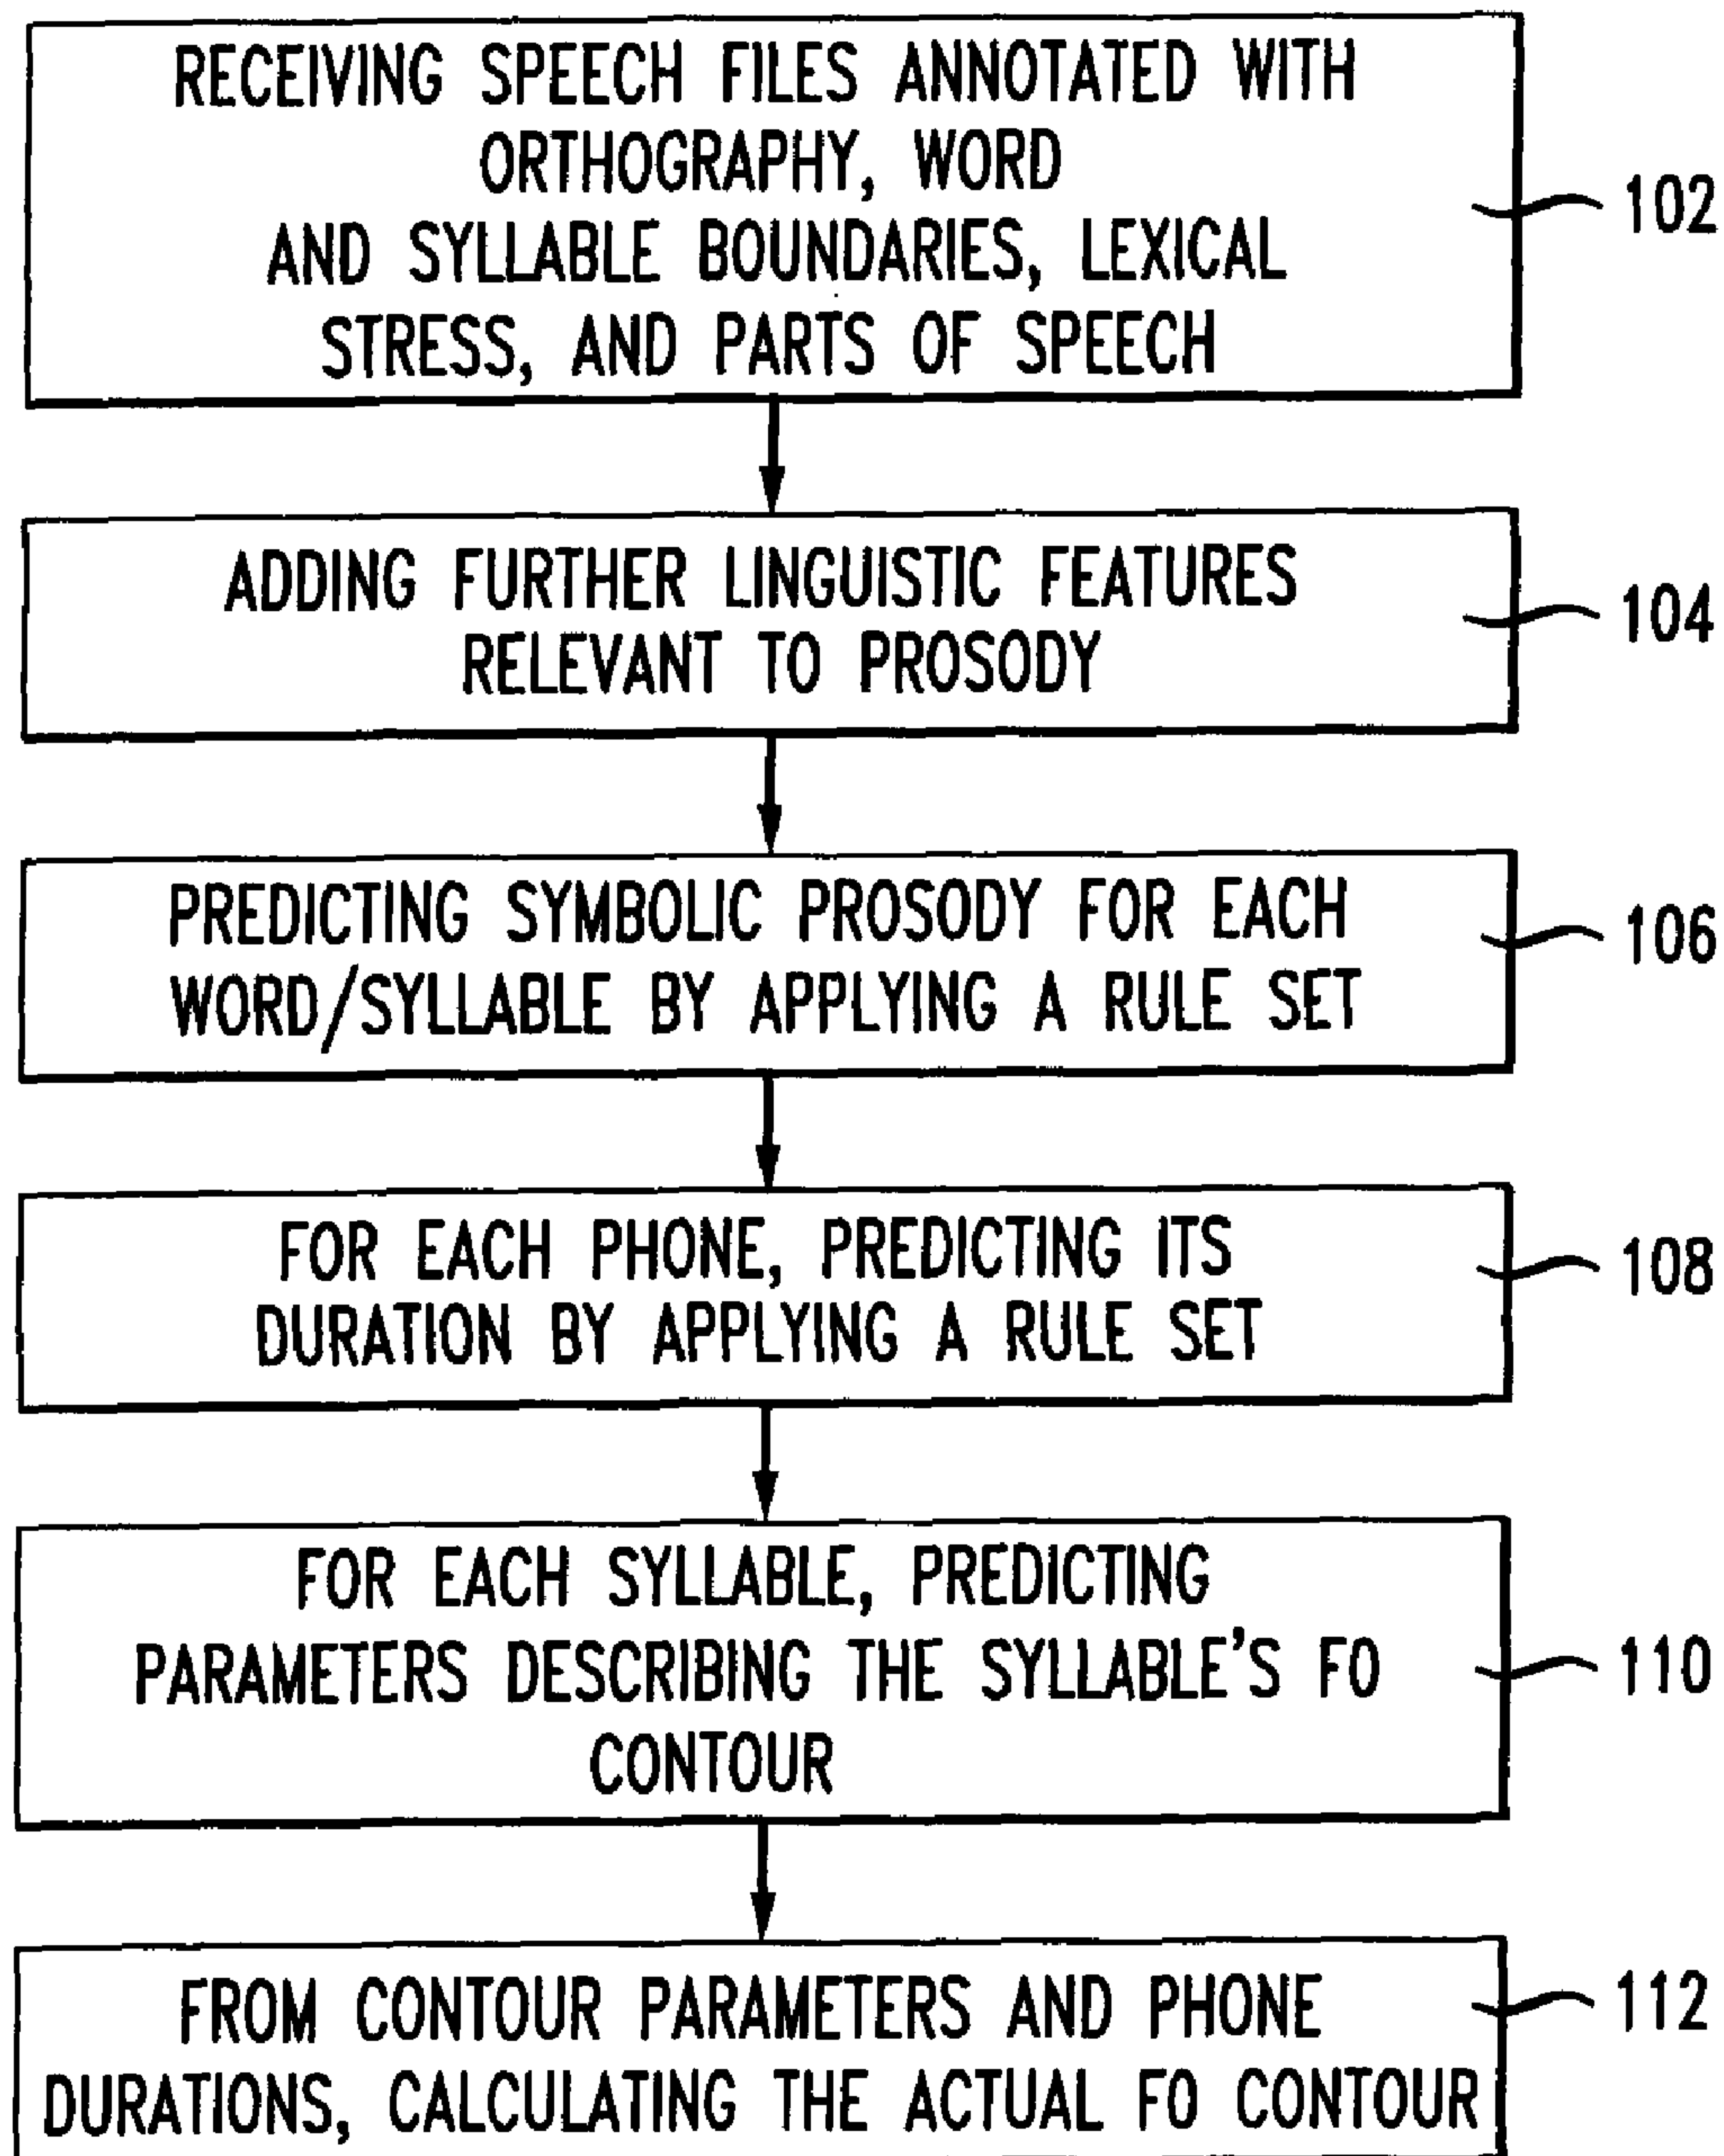 RECEIVING SPEECH FILES ANNOTATED WITH
ORTHOGRAPHY, WORD
AND SYLLABLE BOUNDARIES, LEXICAL
STRESS, AND PARTS OF SPEECH
102
ADDING FURTHER LINGUISTIC FEATURES
RELEVANT TO PROSODY
104
PREDICTING SYMBOLIC PROSODY FOR EACH
WORD/SYLLABLE BY APPLYING A RULE SET
106
FOR EACH PHONE, PREDICTING ITS
DURATION BY APPLYING A RULE SET
108
FOR EACH SYLLABLE, PREDICTING
PARAMETERS DESCRIBING THE SYLLABLE'S F0
CONTOUR
110
FROM CONTOUR PARAMETERS AND PHONE
DURATIONS, CALCULATING THE ACTUAL F0 CONTOUR
112